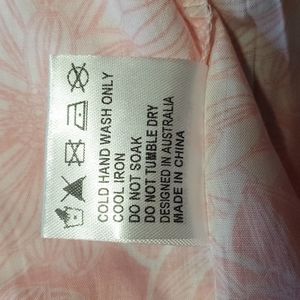 COLD HAND WASH ONLY
COOL IRON
DO NOT SOAK
DO NOT TUMBLE DRY
DESIGNED IN AUSTRALIA
MADE IN CHINA